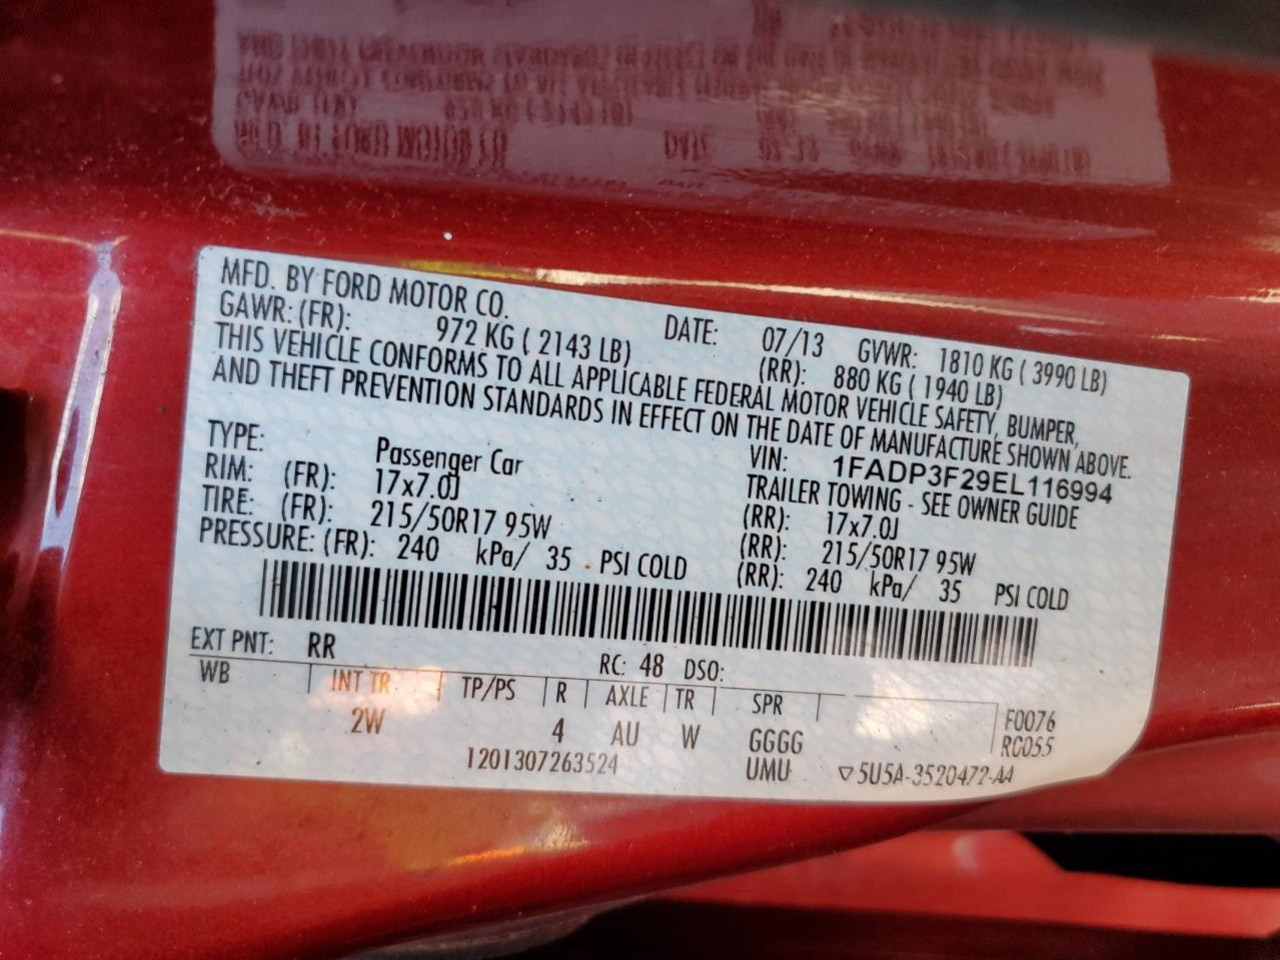 MFD. BY FORD MOTOR CO. DATE: 07/13 GVWR: 1810 KG ( 3990 LB)
GAWR: (FR): 972 KG ( 2143 LB) (RR): 880 KG ( 1940 LB)
THIS VEHICLE CONFORMS TO ALL APPLICABLE FEDERAL MOTOR VEHICLE SAFETY, BUMPER,
AND THEFT PREVENTION STANDARDS IN EFFECT ON THE DATE OF MANUFACTURE SHOWN ABOVE.
VIN: 1FADP3F29EL116994
TYPE: Passenger Car TRAILER TOWING - SEE OWNER GUIDE
RIM: (FR): 17x7.0J (RR): 17x7.0J
TIRE: (FR): 215/50R17 95W (RR): 215/50R17 95W
PRESSURE: (FR): 240 kPa/ 35 PSI COLD (RR): 240 kPa/ 35 PSI COLD
EXT PNT: RR RC: 48 DSO:
WB INT TR TP/PS R AXLE TR SPR F0076
2W 4 AU W GGGG RC055
1201307263524 UMU ▽5U5A-3520472-AA